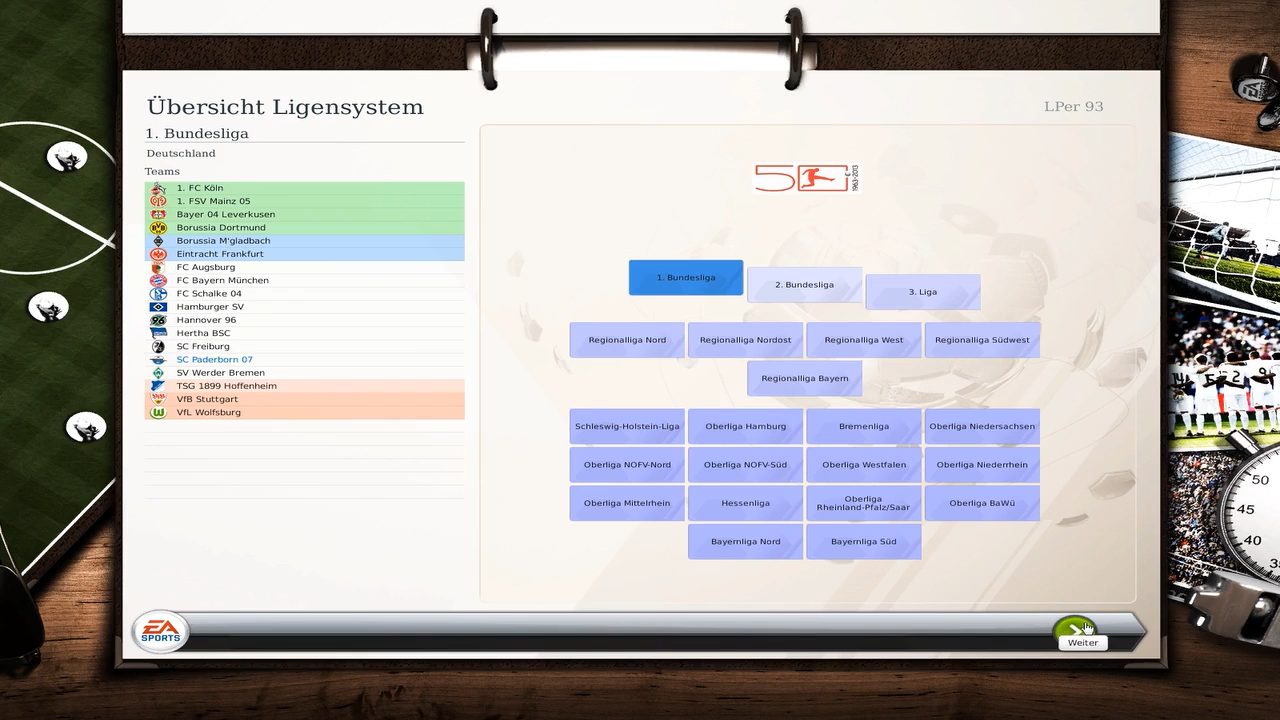 Übersicht Ligensystem
LPer 93
1. Bundesliga
Deutschland
Teams
1. FC Köln
1. FSV Mainz 05
Bayer 04 Leverkusen
Borussia Dortmund
Borussia M'gladbach
Eintracht Frankfurt
FC Augsburg
FC Bayern München
FC Schalke 04
Hamburger SV
Hannover 96
Hertha BSC
SC Freiburg
SC Paderborn 07
SV Werder Bremen
TSG 1899 Hoffenheim
VfB Stuttgart
VfL Wolfsburg
50
1963-2013
1. Bundesliga
2. Bundesliga
3. Liga
Regionalliga Nord
Regionalliga Nordost
Regionalliga West
Regionalliga Südwest
Regionalliga Bayern
Schleswig-Holstein-Liga
Oberliga Hamburg
Bremenliga
Oberliga Niedersachsen
Oberliga NOFV-Nord
Oberliga NOFV-Süd
Oberliga Westfalen
Oberliga Niederrhein
Oberliga Mittelrhein
Hessenliga
Oberliga
Rheinland-Pfalz/Saar
Oberliga BaWü
Bayernliga Nord
Bayernliga Süd
EA
SPORTS
Weiter
50
45
40